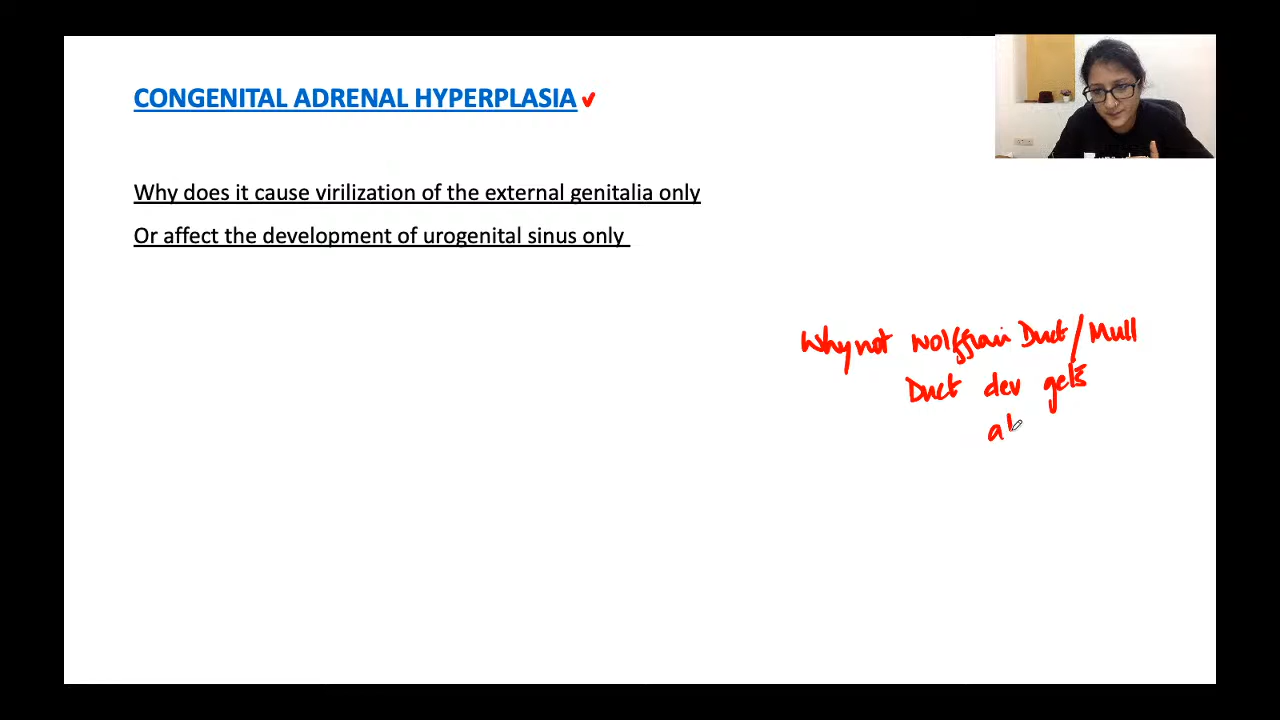 CONGENITAL ADRENAL HYPERPLASIA
Why does it cause virilization of the external genitalia only
Or affect the development of urogenital sinus only
Why not Wolffian Duct/Mull
Duct dev gets
ab